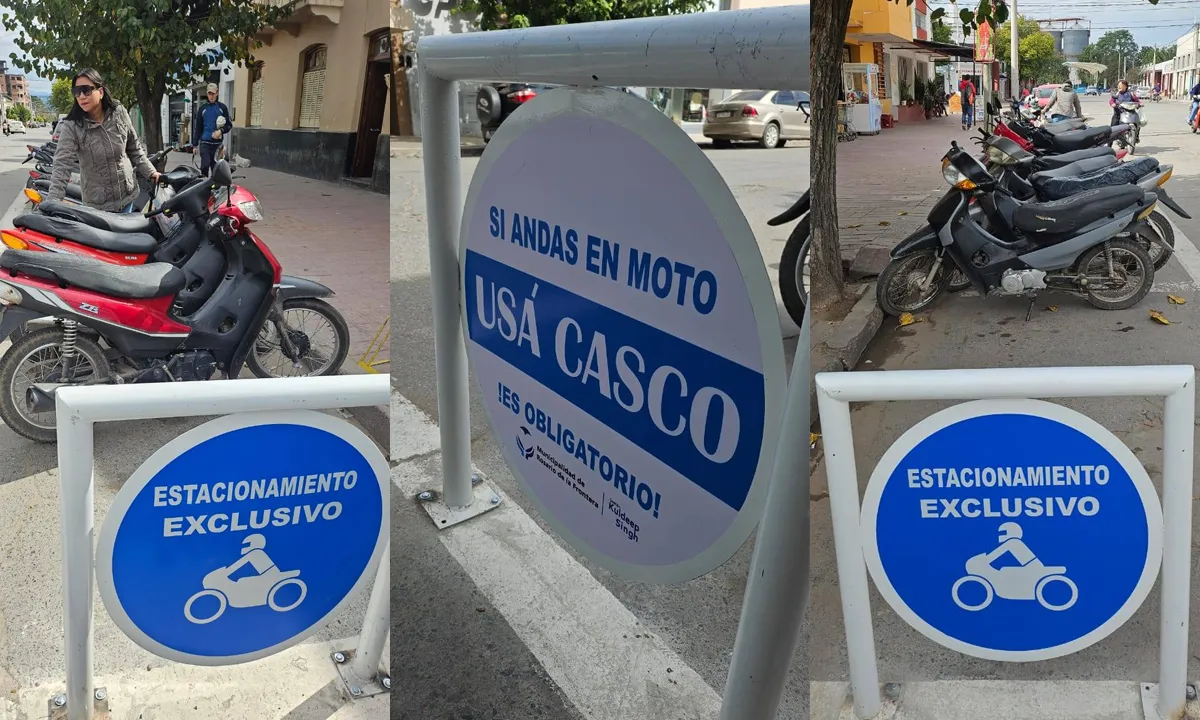 ESTACIONAMIENTO
EXCLUSIVO
SI ANDAS EN MOTO
USÁ CASCO
¡ES OBLIGATORIO!
Municipalidad de
Rosario de la Frontera
Kuldeep
Singh
ESTACIONAMIENTO
EXCLUSIVO